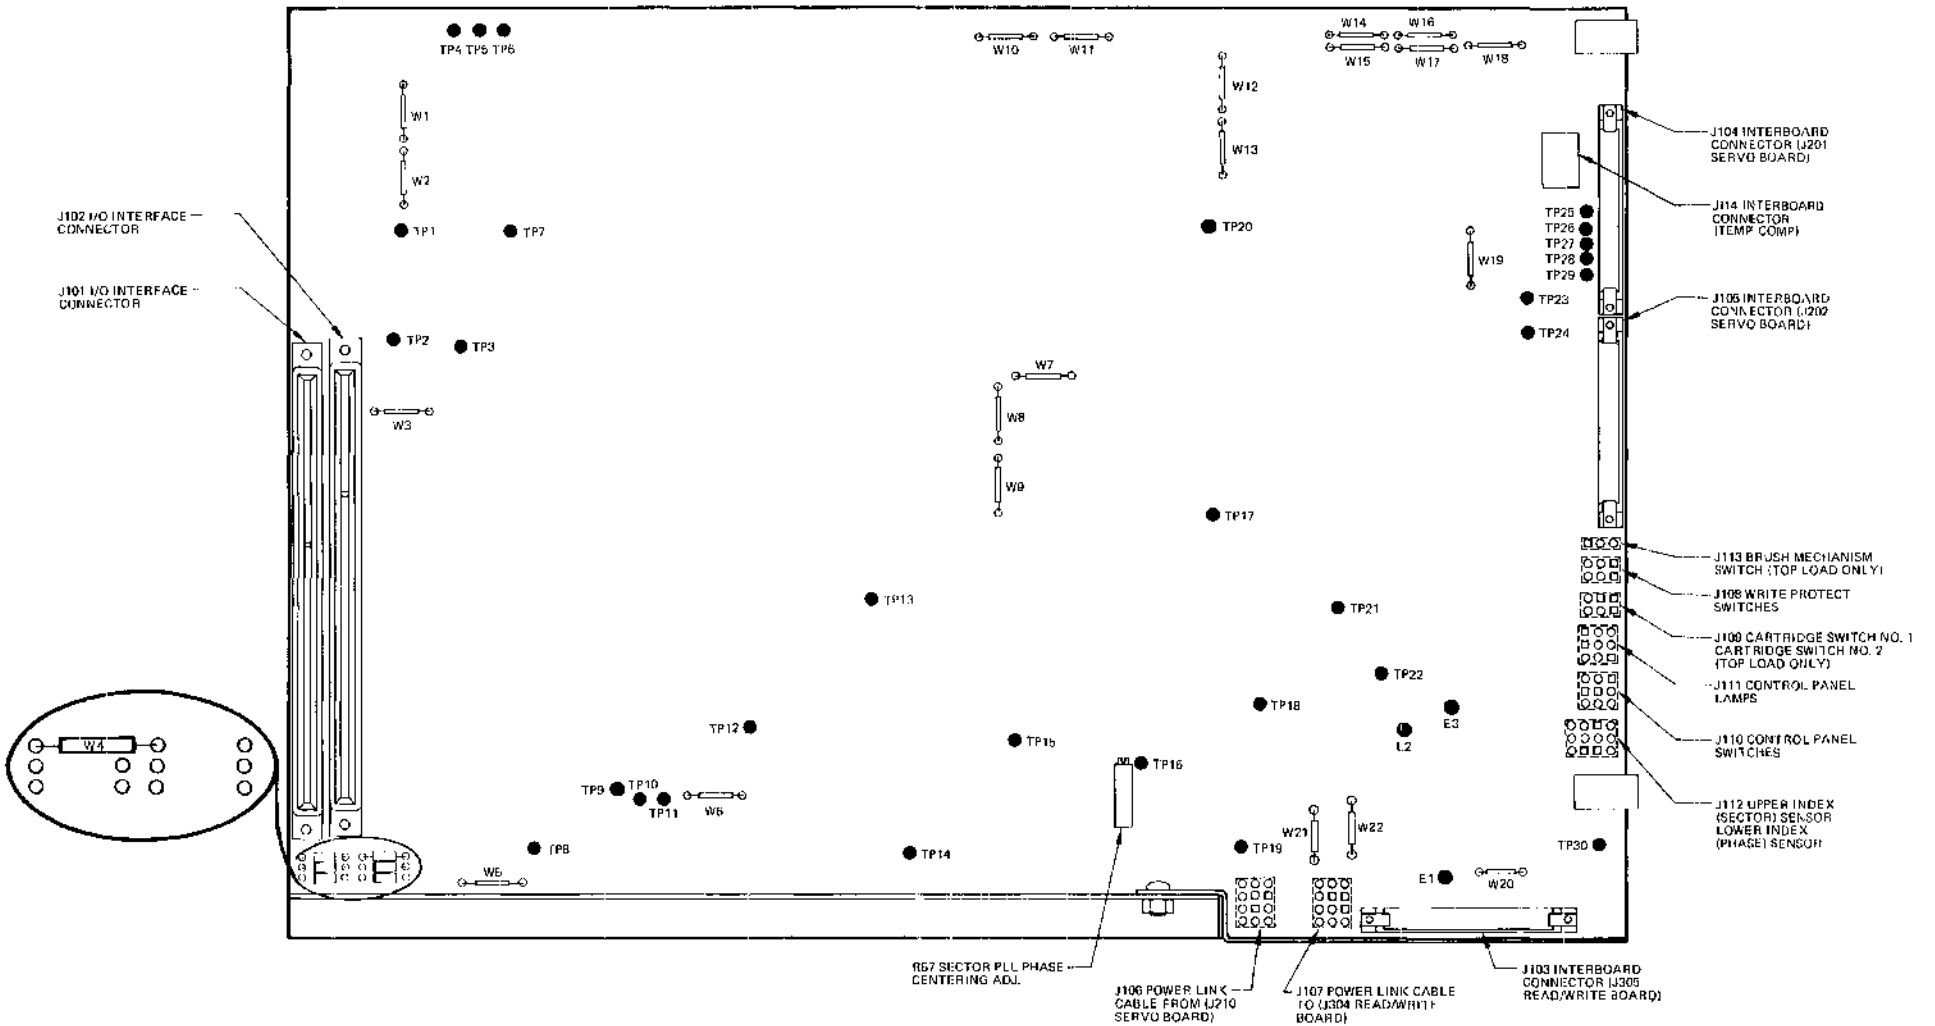 TP4 TP5 TP6
W10
W11
W14
W16
W15
W17
W18
W1
W2
W12
W13
J104 INTERBOARD
CONNECTOR (J201
SERVO BOARD)
J114 INTERBOARD
CONNECTOR
(TEMP COMP)
J102 I/O INTERFACE
CONNECTOR
TP1
TP7
TP20
TP25
TP26
TP27
TP28
TP29
W19
J101 I/O INTERFACE
CONNECTOR
TP23
TP24
J105 INTERBOARD
CONNECTOR (J202
SERVO BOARD)
TP2
TP3
W7
W3
W8
W9
TP17
J113 BRUSH MECHANISM
SWITCH (TOP LOAD ONLY)
J108 WRITE PROTECT
SWITCHES
TP13
TP21
J109 CARTRIDGE SWITCH NO. 1
CARTRIDGE SWITCH NO. 2
(TOP LOAD ONLY)
TP22
J111 CONTROL PANEL
LAMPS
TP18
E3
E2
W4
TP12
TP15
J110 CONTROL PANEL
SWITCHES
TP16
TP9
TP10
TP11
W6
J112 UPPER INDEX
(SECTOR) SENSOR
LOWER INDEX
(PHASE) SENSOR
W21
W22
TP8
TP14
TP19
TP30
W5
E1
W20
R67 SECTOR PLL PHASE
CENTERING ADJ.
J106 POWER LINK
CABLE FROM (J210
SERVO BOARD)
J107 POWER LINK CABLE
TO (J304 READ/WRITE
BOARD)
J103 INTERBOARD
CONNECTOR (J305
READ/WRITE BOARD)